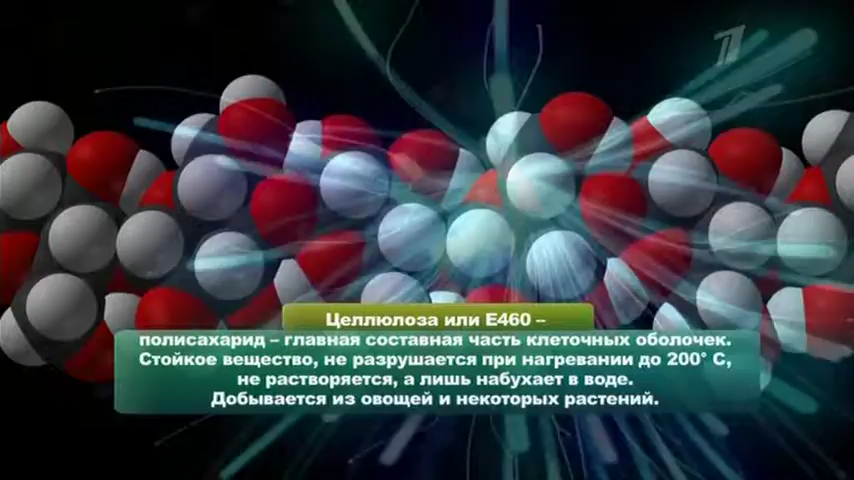 Целлюлоза или Е460 –
полисахарид – главная составная часть клеточных оболочек.
Стойкое вещество, не разрушается при нагревании до 200° С,
не растворяется, а лишь набухает в воде.
Добывается из овощей и некоторых растений.